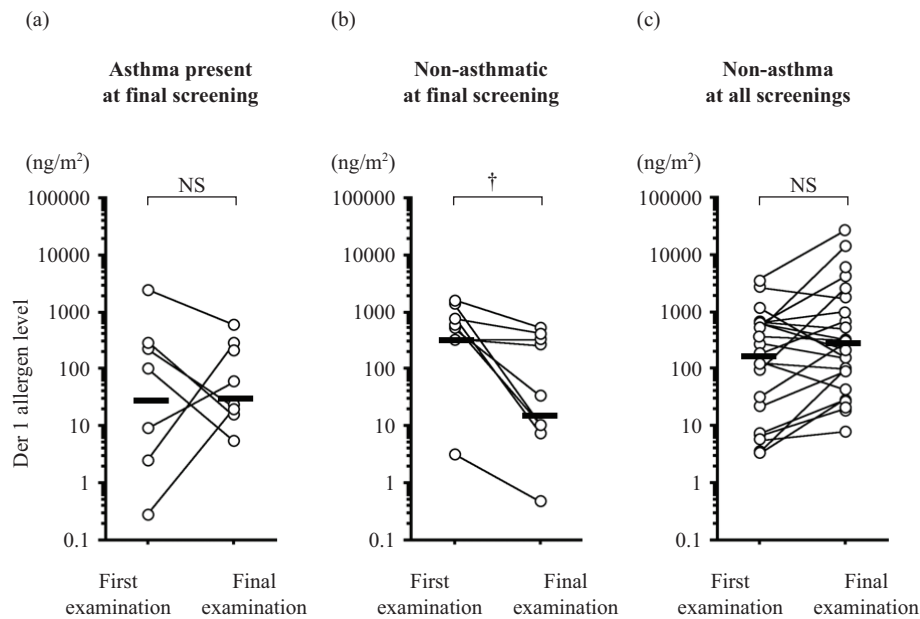 (a)
Asthma present
at final screening
(ng/m²)
NS
100000
10000
1000
100
10
1
0.1
Der 1 allergen level
First
examination
Final
examination
(b)
Non-asthmatic
at final screening
(ng/m²)
†
100000
10000
1000
100
10
1
0.1
First
examination
Final
examination
(c)
Non-asthma
at all screenings
(ng/m²)
NS
100000
10000
1000
100
10
1
0.1
First
examination
Final
examination